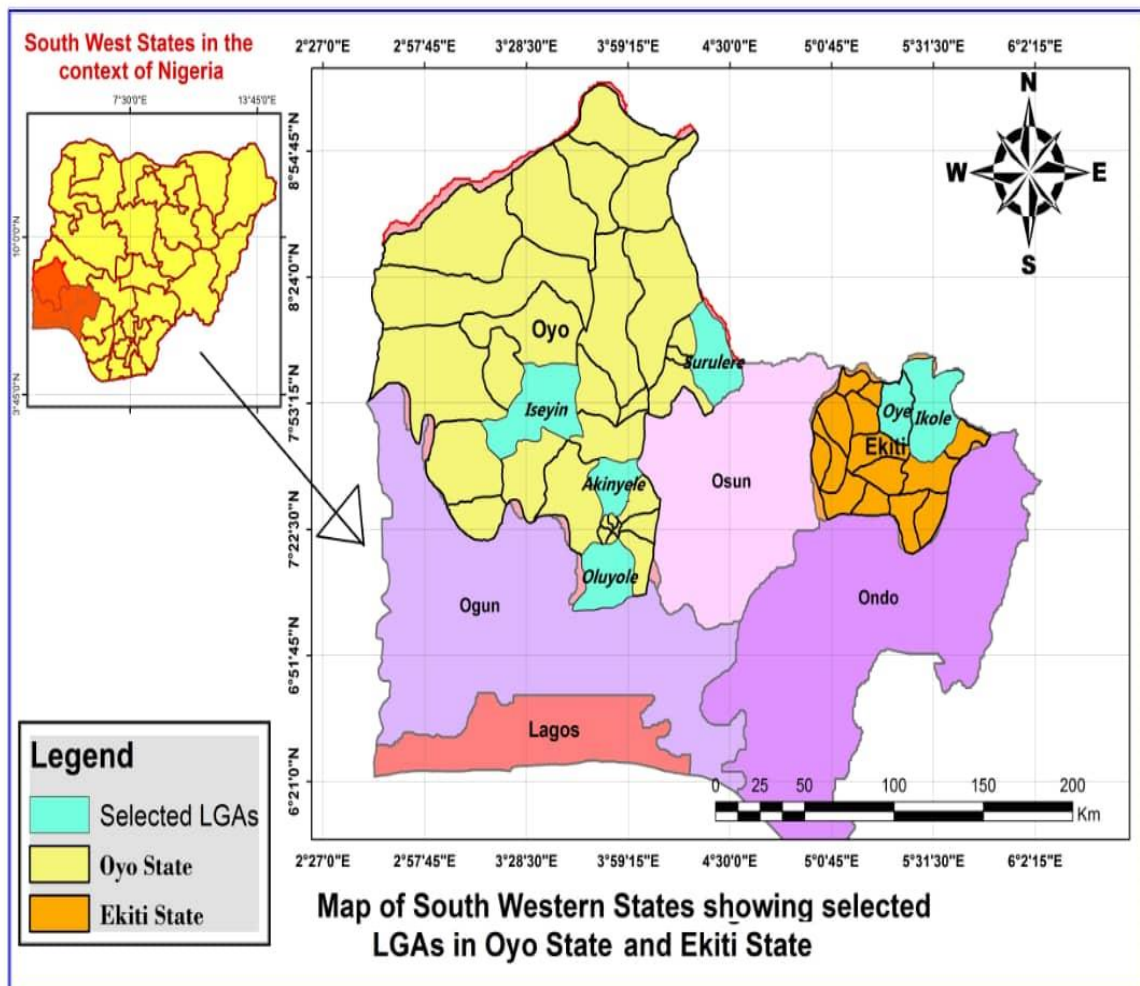 South West States in the
context of Nigeria
7°30'0"E 13°45'0"E
10°0'0"N
3°45'0"N
2°27'0"E 2°57'45"E 3°28'30"E 3°59'15"E 4°30'0"E 5°0'45"E 5°31'30"E 6°2'15"E
8°54'45"N
8°24'0"N
7°53'15"N
7°22'30"N
6°51'45"N
6°21'0"N
N
W E
S
Oyo
Surulere
Iseyin
Oye
Ikole
Ekiti
Akinyele
Osun
Oluyole
Ogun
Ondo
Lagos
0 25 50 100 150 200
Km
2°27'0"E 2°57'45"E 3°28'30"E 3°59'15"E 4°30'0"E 5°0'45"E 5°31'30"E 6°2'15"E
Legend
Selected LGAs
Oyo State
Ekiti State
Map of South Western States showing selected
LGAs in Oyo State and Ekiti State